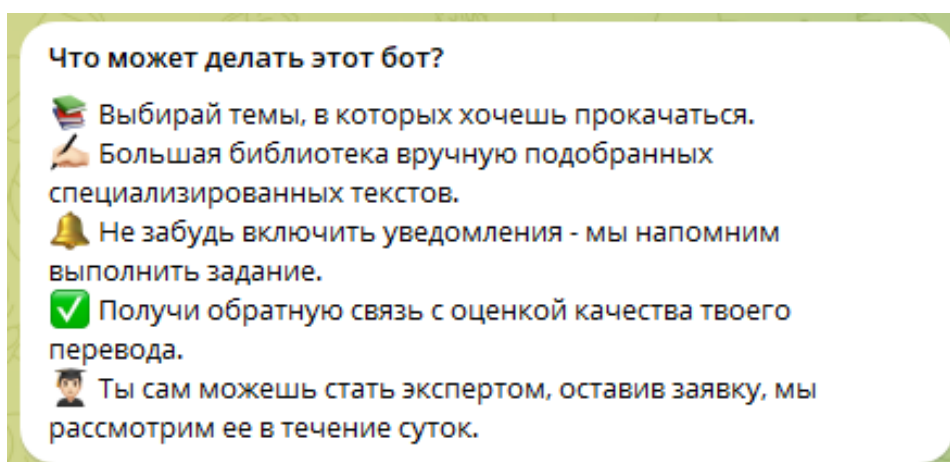 Что может делать этот бот?
📚 Выбирай темы, в которых хочешь прокачаться.
✍🏻 Большая библиотека вручную подобранных
специализированных текстов.
🔔 Не забудь включить уведомления - мы напомним
выполнить задание.
✅ Получи обратную связь с оценкой качества твоего
перевода.
👨🏻‍🎓 Ты сам можешь стать экспертом, оставив заявку, мы
рассмотрим ее в течение суток.